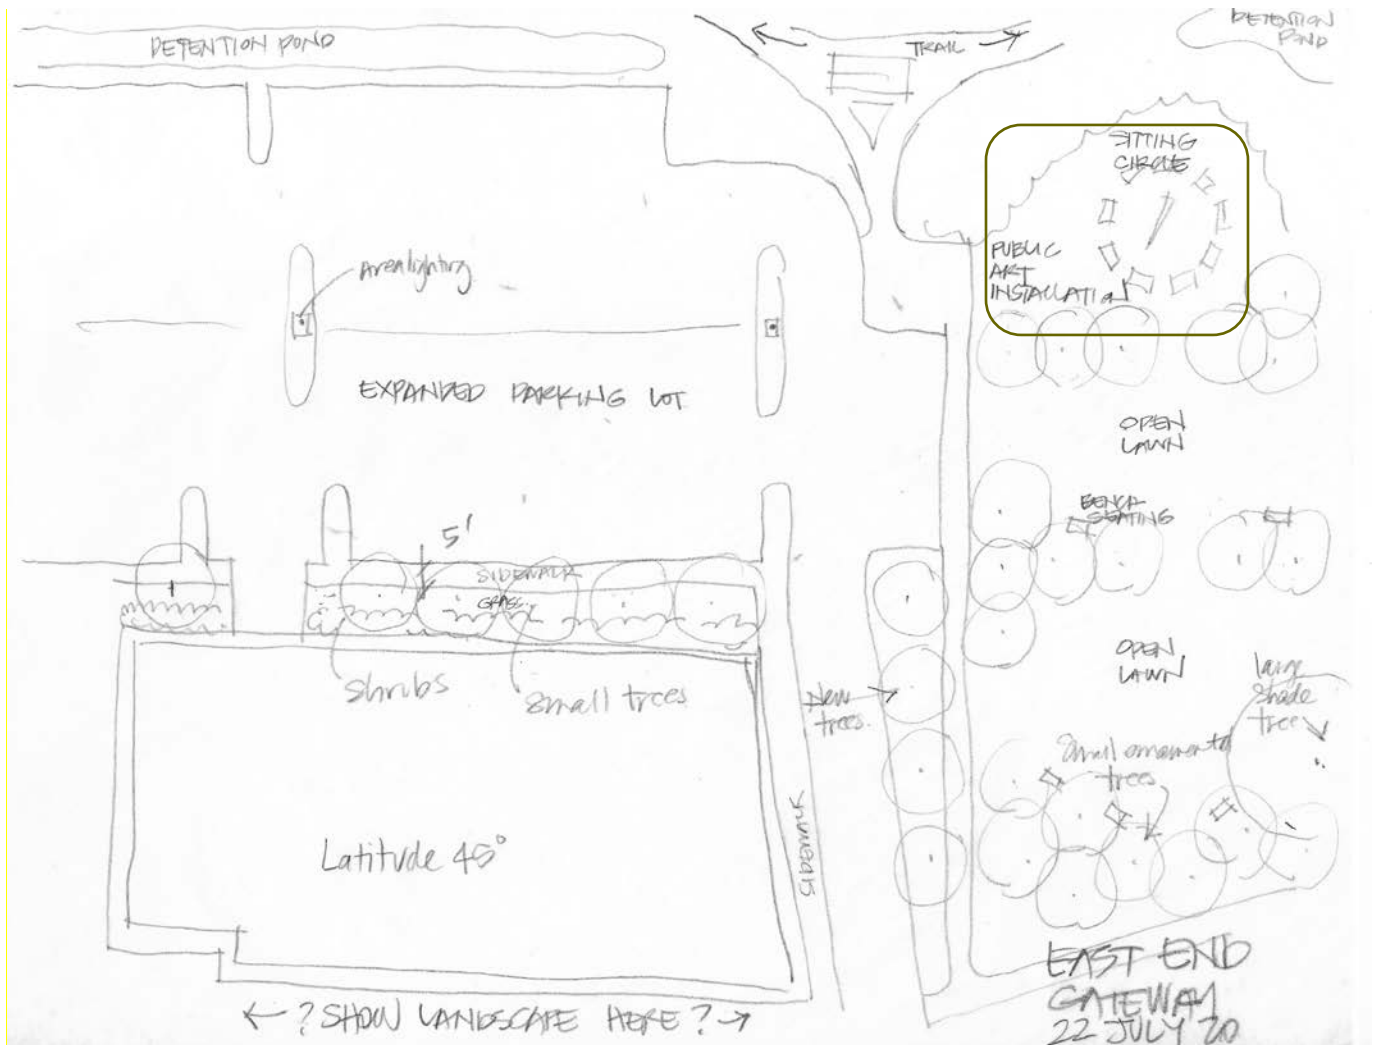 DETENTION POND
TRAIL
DETENTION
POND
SITTING
CIRCLE
PUBLIC
ART
INSTALLATION
Area lighting
EXPANDED PARKING LOT
OPEN
LAWN
BENCH
SEATING
5'
SIDEWALK
GRASS
Shrubs
Small trees
New
trees.
OPEN
LAWN
large
shade
tree
Small ornamental
trees
Latitude 45°
SIDEWALK
← ? SHOW LANDSCAPE HERE ? →
EAST END
GATEWAY
22 JULY 20